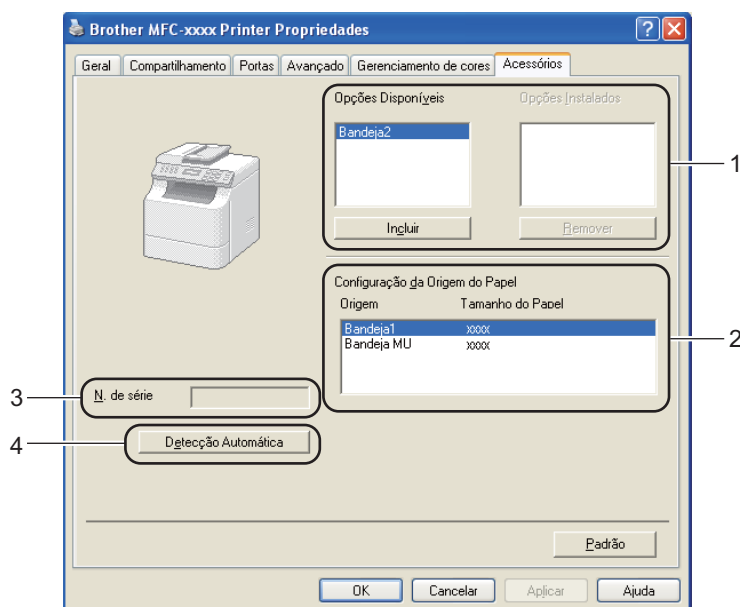 Brother MFC-xxxx Printer Propriedades
Geral Compartilhamento Portas Avançado Gerenciamento de cores Acessórios
Opções Disponíveis Opções Instalados
Bandeja2
1
Incluir Remover
Configuração da Origem do Papel
Origem Tamanho do Papel
Bandeja1 xxxx
Bandeja MU xxxx
2
3 N. de série
4 Detecção Automática
Padrão
OK Cancelar Aplicar Ajuda